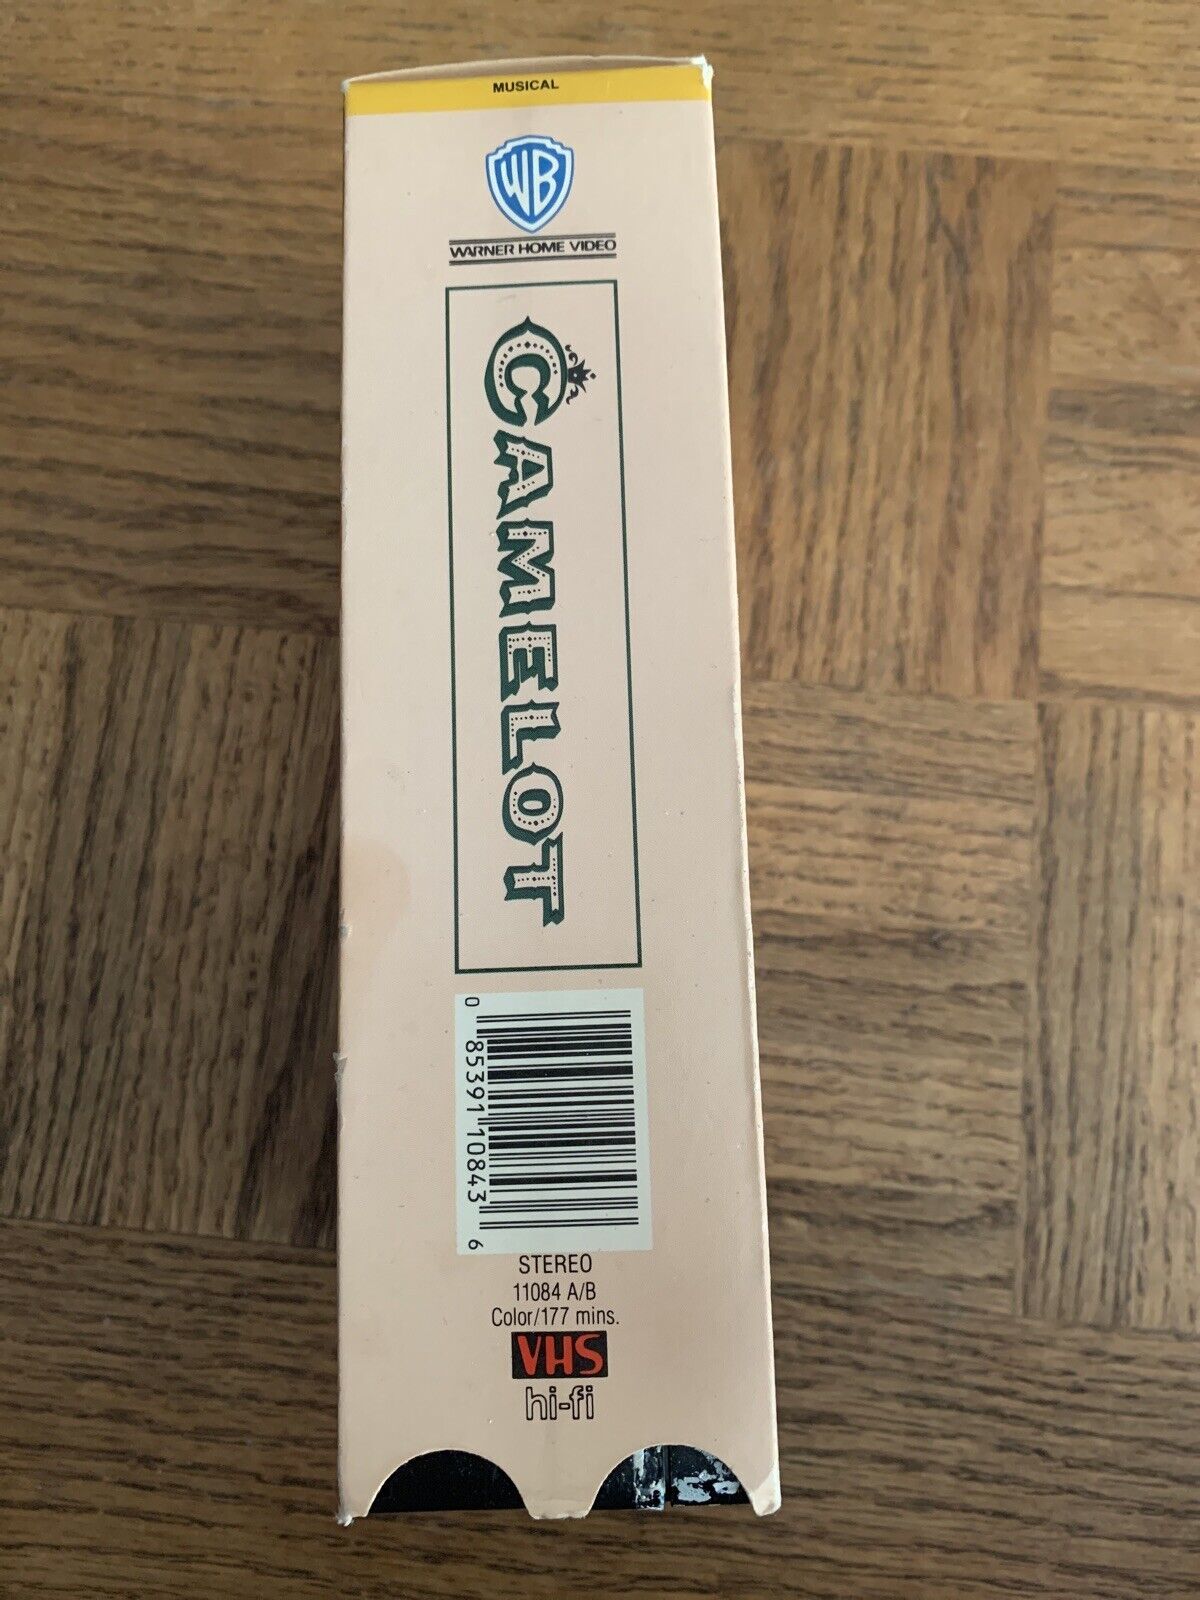 MUSICAL
WB
WARNER HOME VIDEO
CAMELOT
0 85391 10843 6
STEREO
11084 A/B
Color/177 mins.
VHS
hi-fi